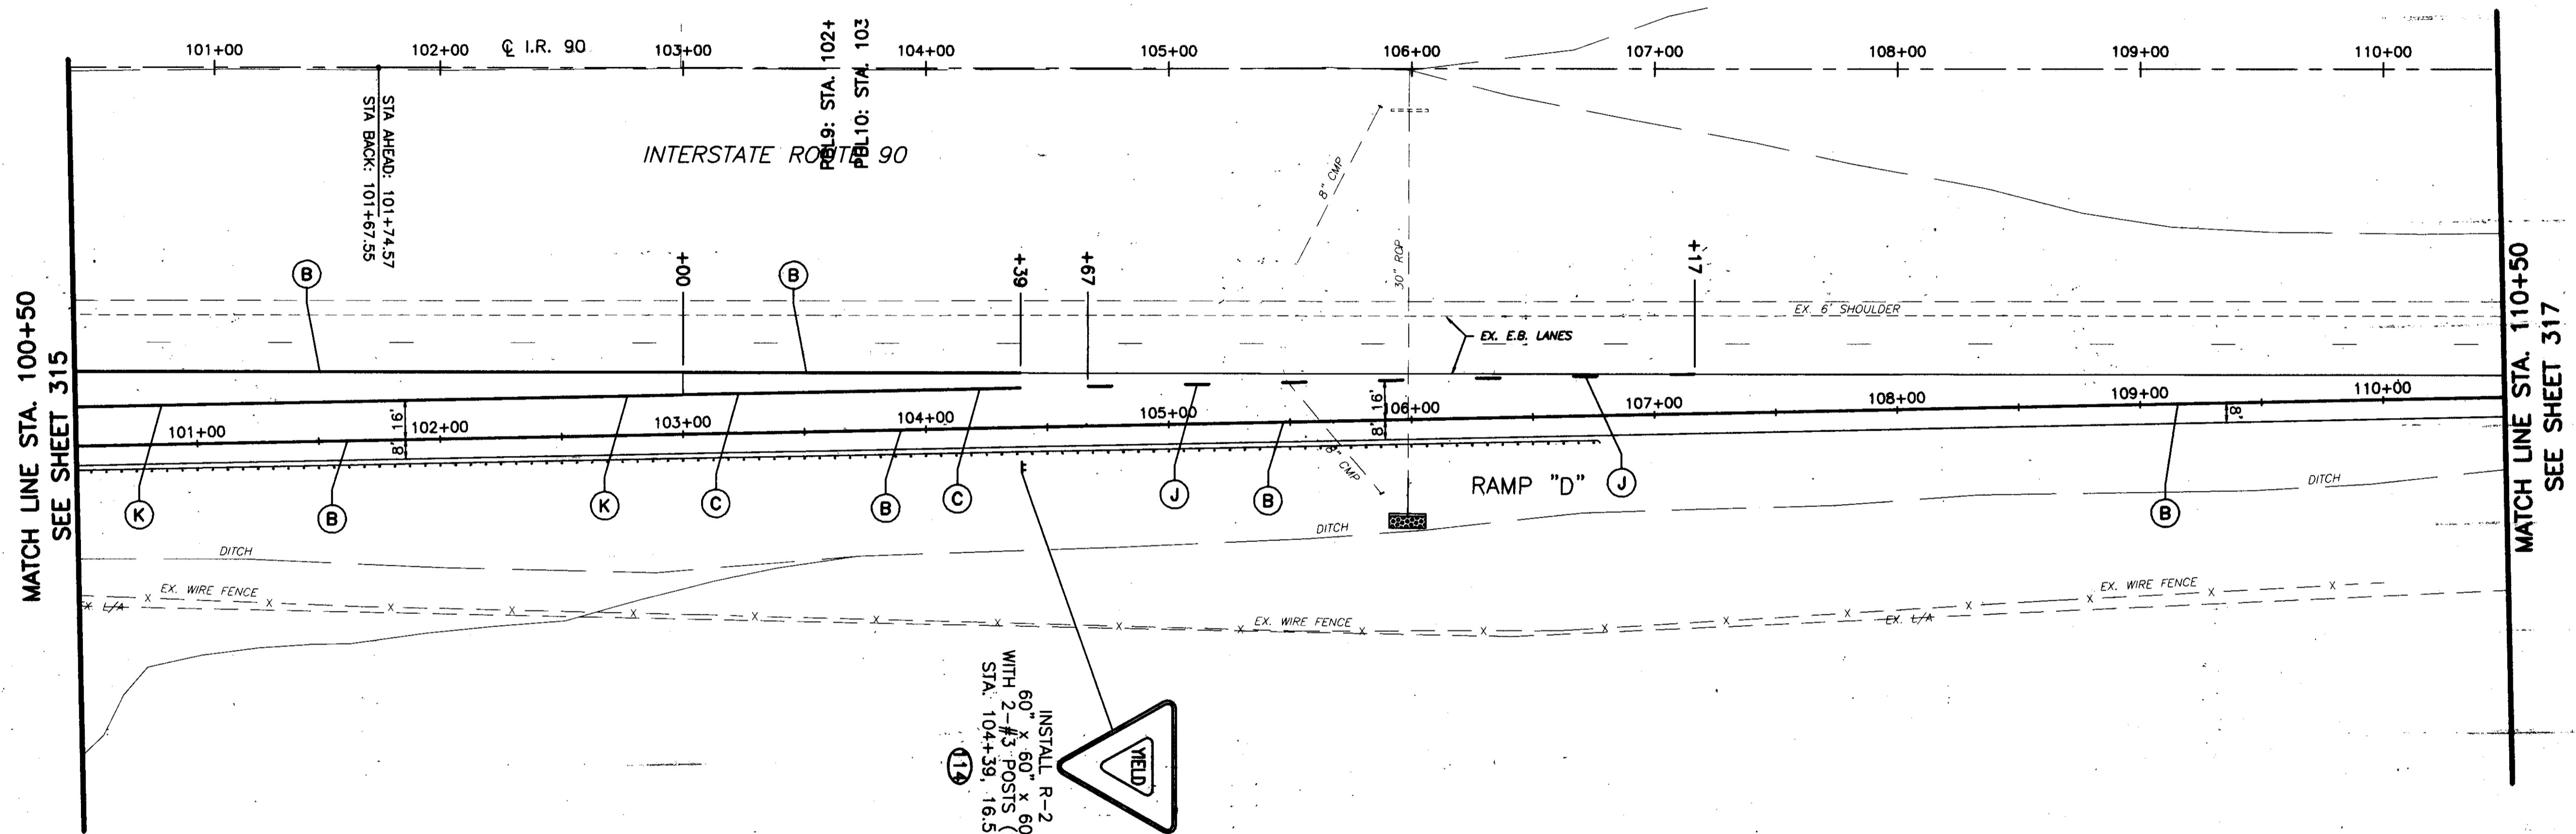 101+00
102+00
℄ I.R. 90
103+00
104+00
105+00
106+00
107+00
108+00
109+00
110+00
STA AHEAD: 101+74.57
STA BACK: 101+67.55
PBL9: STA. 102+
PBL10: STA. 103
INTERSTATE ROUTE 90
8" CMP
30" RCP
MATCH LINE STA. 100+50
SEE SHEET 315
B
+00
B
+39
+67
+17
EX. 6' SHOULDER
EX. E.B. LANES
MATCH LINE STA. 110+50
SEE SHEET 317
101+00
102+00
103+00
104+00
105+00
106+00
107+00
108+00
109+00
110+00
16'
8'
16'
8'
8'
8" CMP
K
B
K
C
B
C
J
B
RAMP "D"
J
B
DITCH
DITCH
DITCH
EX. WIRE FENCE
EX. L/A
EX. WIRE FENCE
EX. WIRE FENCE
EX. L/A
INSTALL R-2
60" x 60" x 60
WITH 2-#3 POSTS (
STA. 104+39, 16.5
114
YIELD